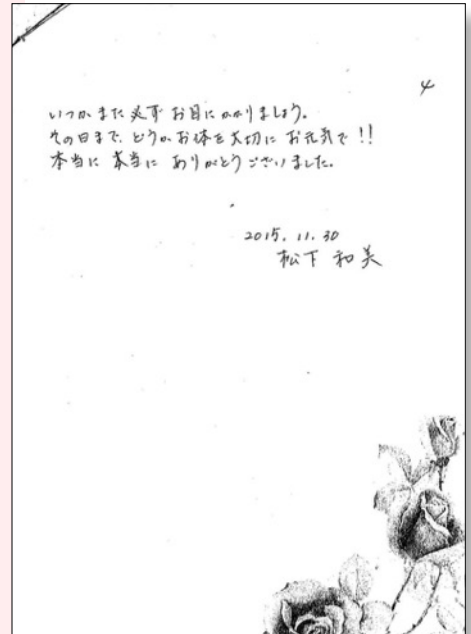 4
いつかまた必ずお目にかかりましょう。
その日まで、どうかお体を大切にお元気で!!
本当に 本当に ありがとうございました。
2015. 11. 30
松下 和美